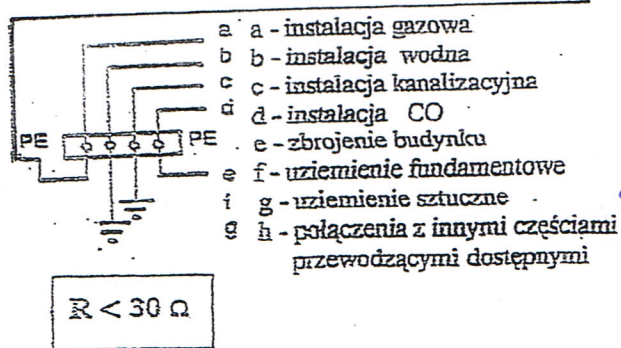 a a - instalacja gazowa
b b - instalacja wodna
c c - instalacja kanalizacyjna
d d - instalacja CO
PE PE e - zbrojenie budynku
e f - uziemienie fundamentowe
f g - uziemienie sztuczne
g h - połączenia z innymi częściami
przewodzącymi dostępnymi
R < 30 Ω